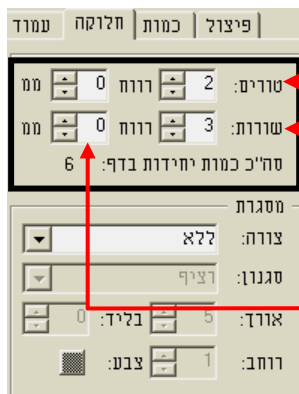 עמוד חלוקה כמות פיצול
טורים: 2 רווח 0 ממ
שורות: 3 רווח 0 ממ
סה"כ כמות יחידות בדף: 6
מסגרת
צורה: ללא
סגנון: רציף
אורך: 5 בליד: 0
רוחב: 1 צבע: